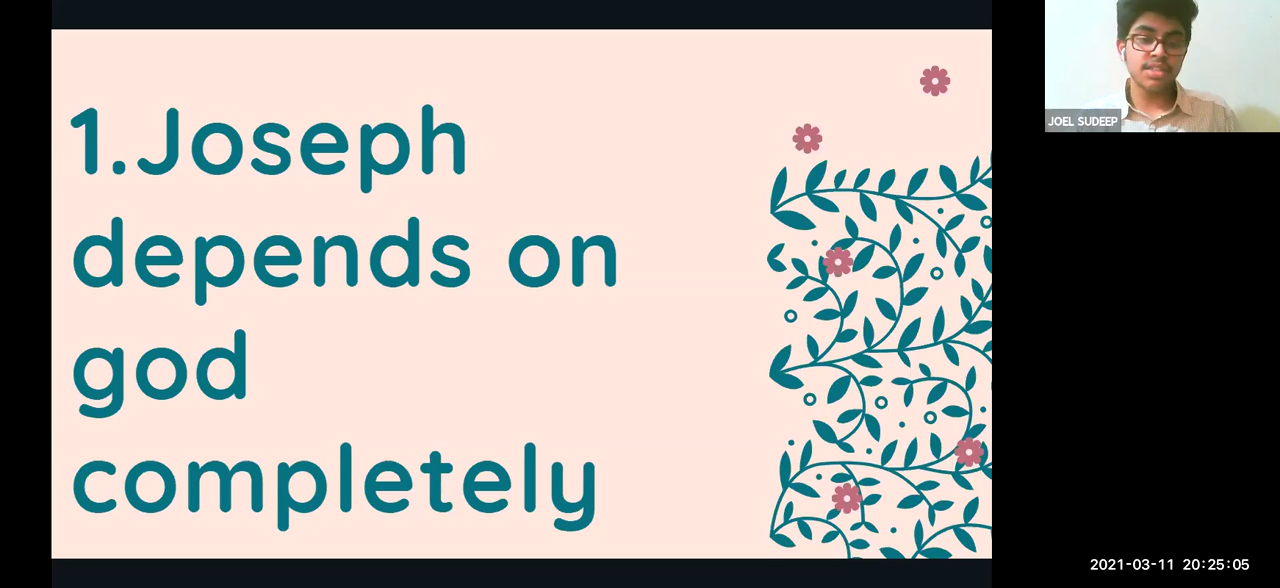 1.Joseph
depends on
god
completely
JOEL SUDEEP
2021-03-11 20:25:05